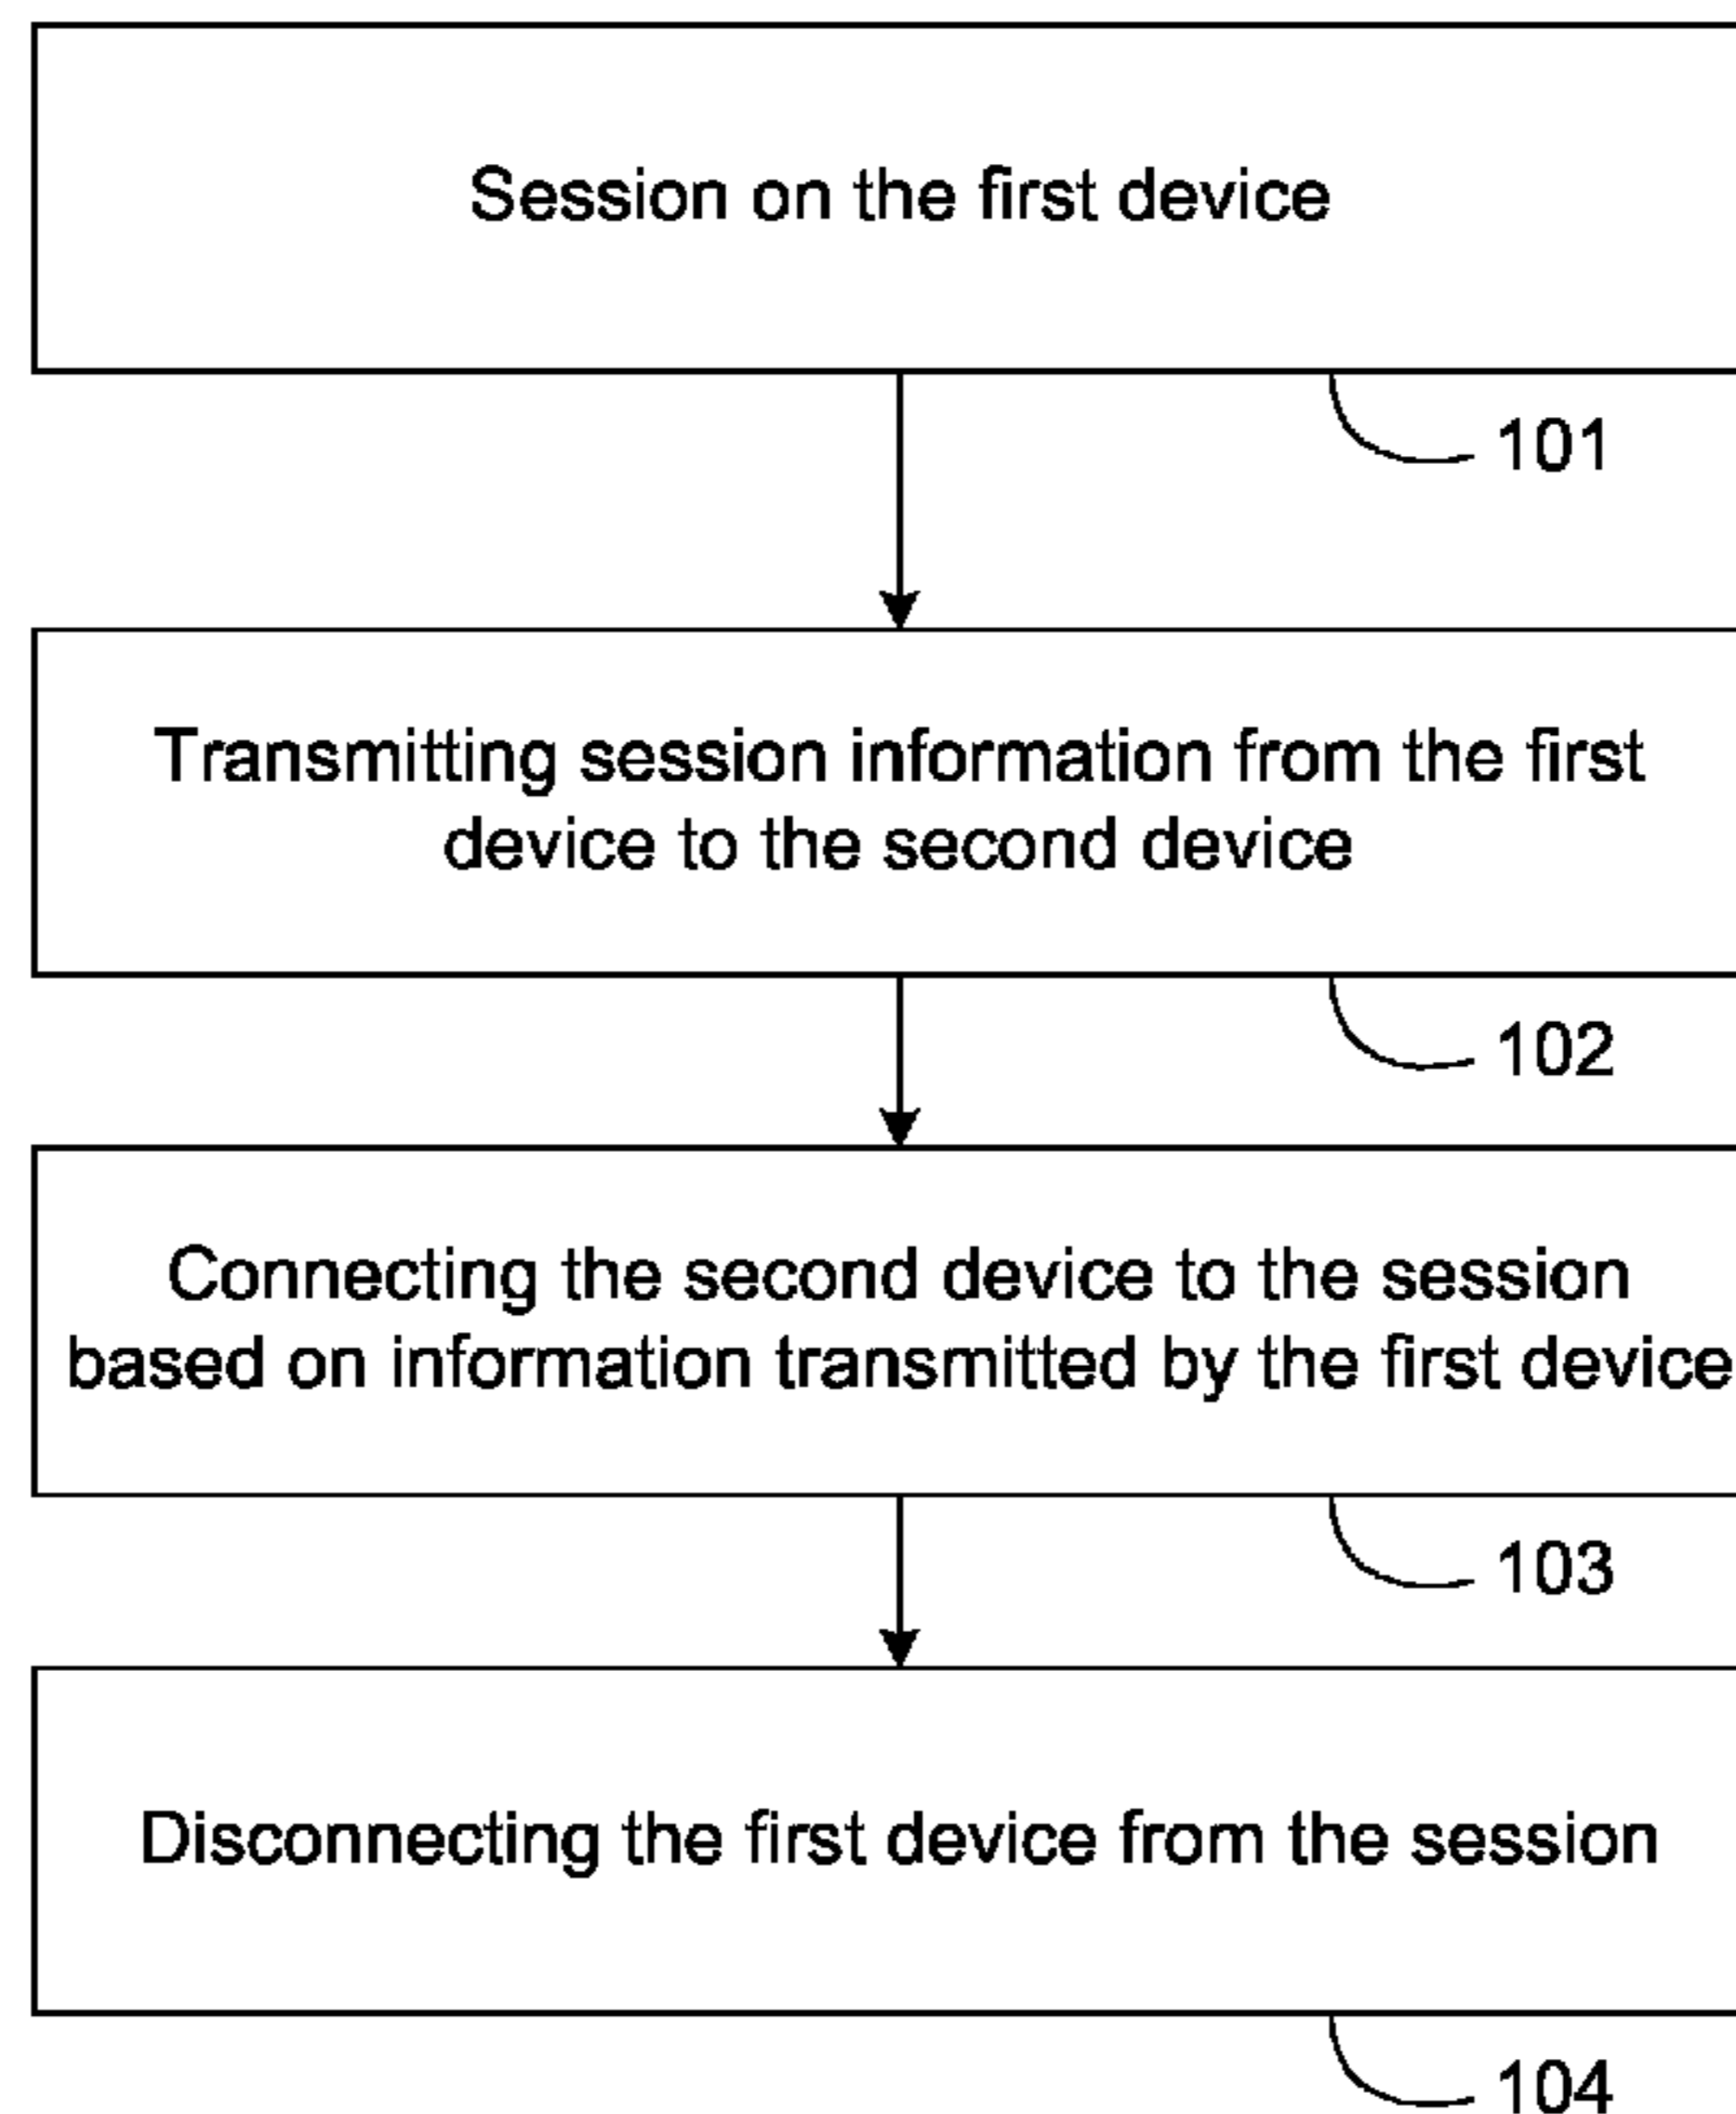 Session on the first device
101
Transmitting session information from the first
device to the second device
102
Connecting the second device to the session
based on information transmitted by the first device
103
Disconnecting the first device from the session
104